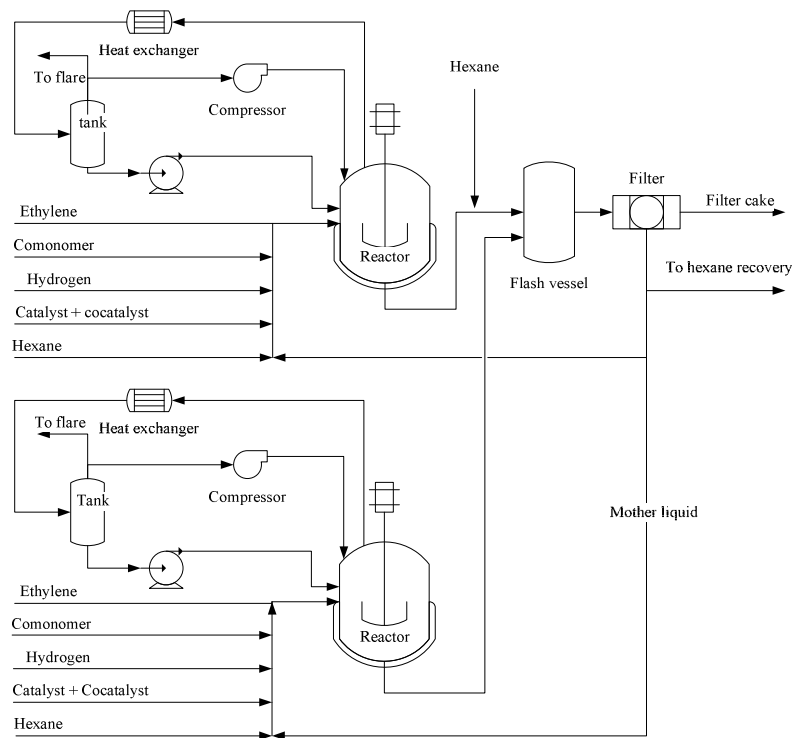 Heat exchanger
To flare
tank
Compressor
Hexane
Filter
Filter cake
Ethylene
Comonomer
Reactor
To hexane recovery
Hydrogen
Flash vessel
Catalyst + cocatalyst
Hexane
To flare
Heat exchanger
Tank
Compressor
Mother liquid
Ethylene
Comonomer
Reactor
Hydrogen
Catalyst + Cocatalyst
Hexane